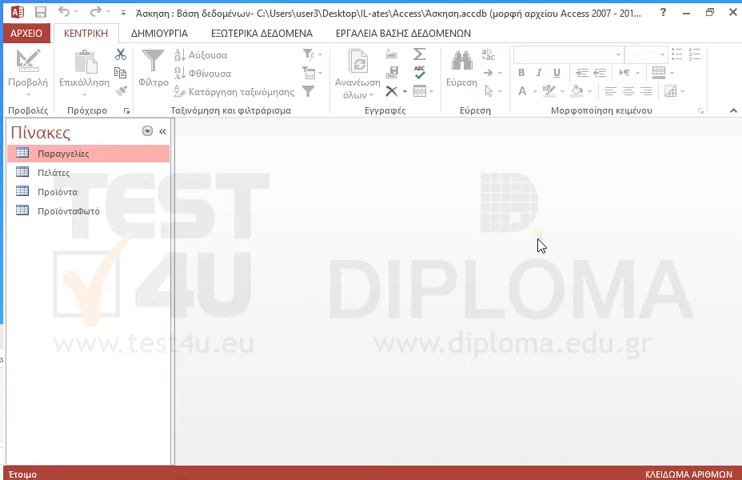 Άσκηση : Βάση δεδομένων- C:\Users\user3\Desktop\IL-ates\Access\Άσκηση.accdb (μορφή αρχείου Access 2007 - 201...
ΑΡΧΕΙΟ ΚΕΝΤΡΙΚΗ ΔΗΜΙΟΥΡΓΙΑ ΕΞΩΤΕΡΙΚΑ ΔΕΔΟΜΕΝΑ ΕΡΓΑΛΕΙΑ ΒΑΣΗΣ ΔΕΔΟΜΕΝΩΝ
Προβολή
Επικόλληση
Φίλτρο
Αύξουσα
Φθίνουσα
Κατάργηση ταξινόμησης
Ανανέωση
όλων
Εύρεση
Προβολές Πρόχειρο Ταξινόμηση και φιλτράρισμα Εγγραφές Εύρεση Μορφοποίηση κειμένου
Πίνακες
Παραγγελίες
Πελάτες
Προϊόντα
ΠροϊόνταΦωτό
TEST
4U
www.test4u.eu
D
DIPLOMA
www.diploma.edu.gr
Έτοιμο
ΚΛΕΙΔΩΜΑ ΑΡΙΘΜΩΝ